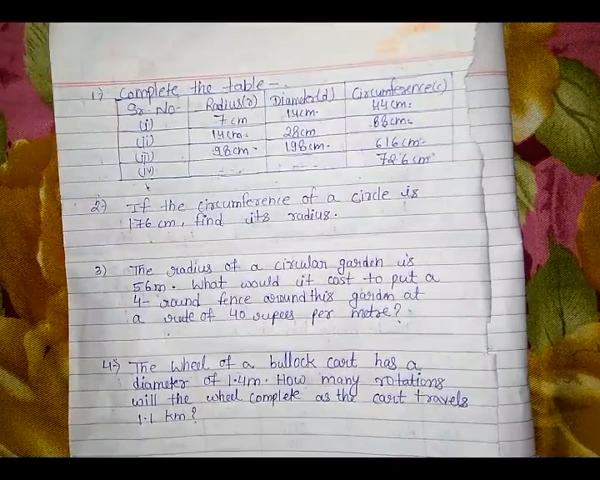 1) Complete the table -
Sr. No- Radius(r) Diameter(d) Circumference(c)
(i) 7 cm 14cm. 44cm.
(ii) 14cm. 28cm 88cm.
(iii) 98cm. 196cm. 616cm.
(iv) -- -- 72.6cm
2) If the circumference of a circle is
176 cm, find its radius.
3) The radius of a circular garden is
56m. What would it cost to put a
4- round fence around this garden at
a rate of 40 rupees per metre?
4) The wheel of a bullock cart has a
diameter of 1.4m. How many rotations
will the wheel complete as the cart travels
1.1 km?